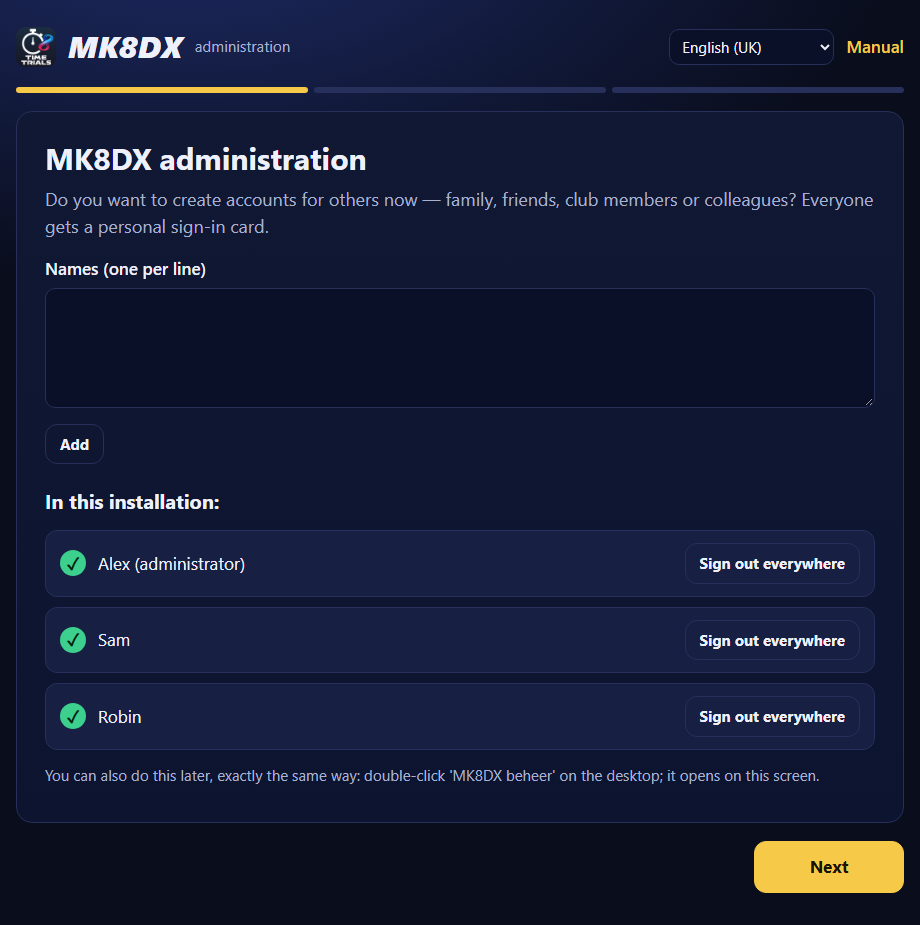 TIME
TRIALS
MK8DX administration
English (UK)
Manual
MK8DX administration
Do you want to create accounts for others now — family, friends, club members or colleagues? Everyone
gets a personal sign-in card.
Names (one per line)
Add
In this installation:
Alex (administrator)
Sign out everywhere
Sam
Sign out everywhere
Robin
Sign out everywhere
You can also do this later, exactly the same way: double-click 'MK8DX beheer' on the desktop; it opens on this screen.
Next